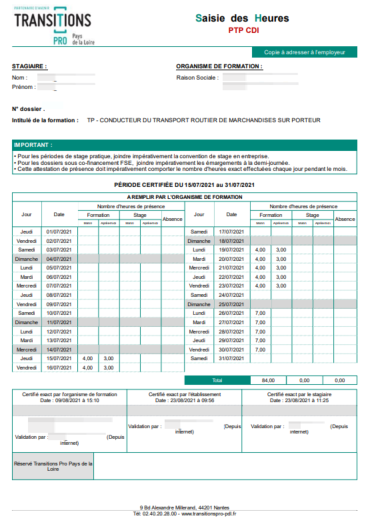 PARTENAIRE D'AVENIR
TRANSITIONS
PRO Pays de la Loire
Saisie des Heures
PTP CDI
Copie à adresser à l'employeur
STAGIAIRE :
Nom :
Prénom :
ORGANISME DE FORMATION :
Raison Sociale :
N° dossier .
Intitulé de la formation : TP - CONDUCTEUR DU TRANSPORT ROUTIER DE MARCHANDISES SUR PORTEUR
IMPORTANT :
• Pour les périodes de stage pratique, joindre impérativement la convention de stage en entreprise.
• Pour les dossiers sous co-financement FSE, joindre impérativement les émargements à la demi-journée.
• Cette attestation de présence doit impérativement comporter le nombre d'heures exact effectuées chaque jour pendant le mois.
PÉRIODE CERTIFIÉE DU 15/07/2021 au 31/07/2021
A REMPLIR PAR L'ORGANISME DE FORMATION
Jour Date Nombre d'heures de présence Absence Jour Date Nombre d'heures de présence Absence
Formation Stage Formation Stage
Matin Après-midi Matin Après-midi Matin Après-midi Matin Après-midi
Jeudi 01/07/2021 Samedi 17/07/2021
Vendredi 02/07/2021 Dimanche 18/07/2021
Samedi 03/07/2021 Lundi 19/07/2021 4,00 3,00
Dimanche 04/07/2021 Mardi 20/07/2021 4,00 3,00
Lundi 05/07/2021 Mercredi 21/07/2021 4,00 3,00
Mardi 06/07/2021 Jeudi 22/07/2021 4,00 3,00
Mercredi 07/07/2021 Vendredi 23/07/2021 4,00 3,00
Jeudi 08/07/2021 Samedi 24/07/2021
Vendredi 09/07/2021 Dimanche 25/07/2021
Samedi 10/07/2021 Lundi 26/07/2021 7,00
Dimanche 11/07/2021 Mardi 27/07/2021 7,00
Lundi 12/07/2021 Mercredi 28/07/2021 7,00
Mardi 13/07/2021 Jeudi 29/07/2021 7,00
Mercredi 14/07/2021 Vendredi 30/07/2021 7,00
Jeudi 15/07/2021 4,00 3,00 Samedi 31/07/2021
Vendredi 16/07/2021 4,00 3,00
Total 84,00 0,00 0,00
Certifié exact par l'organisme de formation
Date : 09/08/2021 à 15:10
Validation par : (Depuis internet)
Certifié exact par l'établissement
Date : 23/08/2021 à 09:58
Validation par : (Depuis internet)
Certifié exact par le stagiaire
Date : 23/08/2021 à 11:25
Validation par : (Depuis internet)
Réservé Transitions Pro Pays de la Loire
9 Bd Alexandre Millerand, 44201 Nantes
Tél: 02.40.20.28.00 - www.transitionspro-pdl.fr